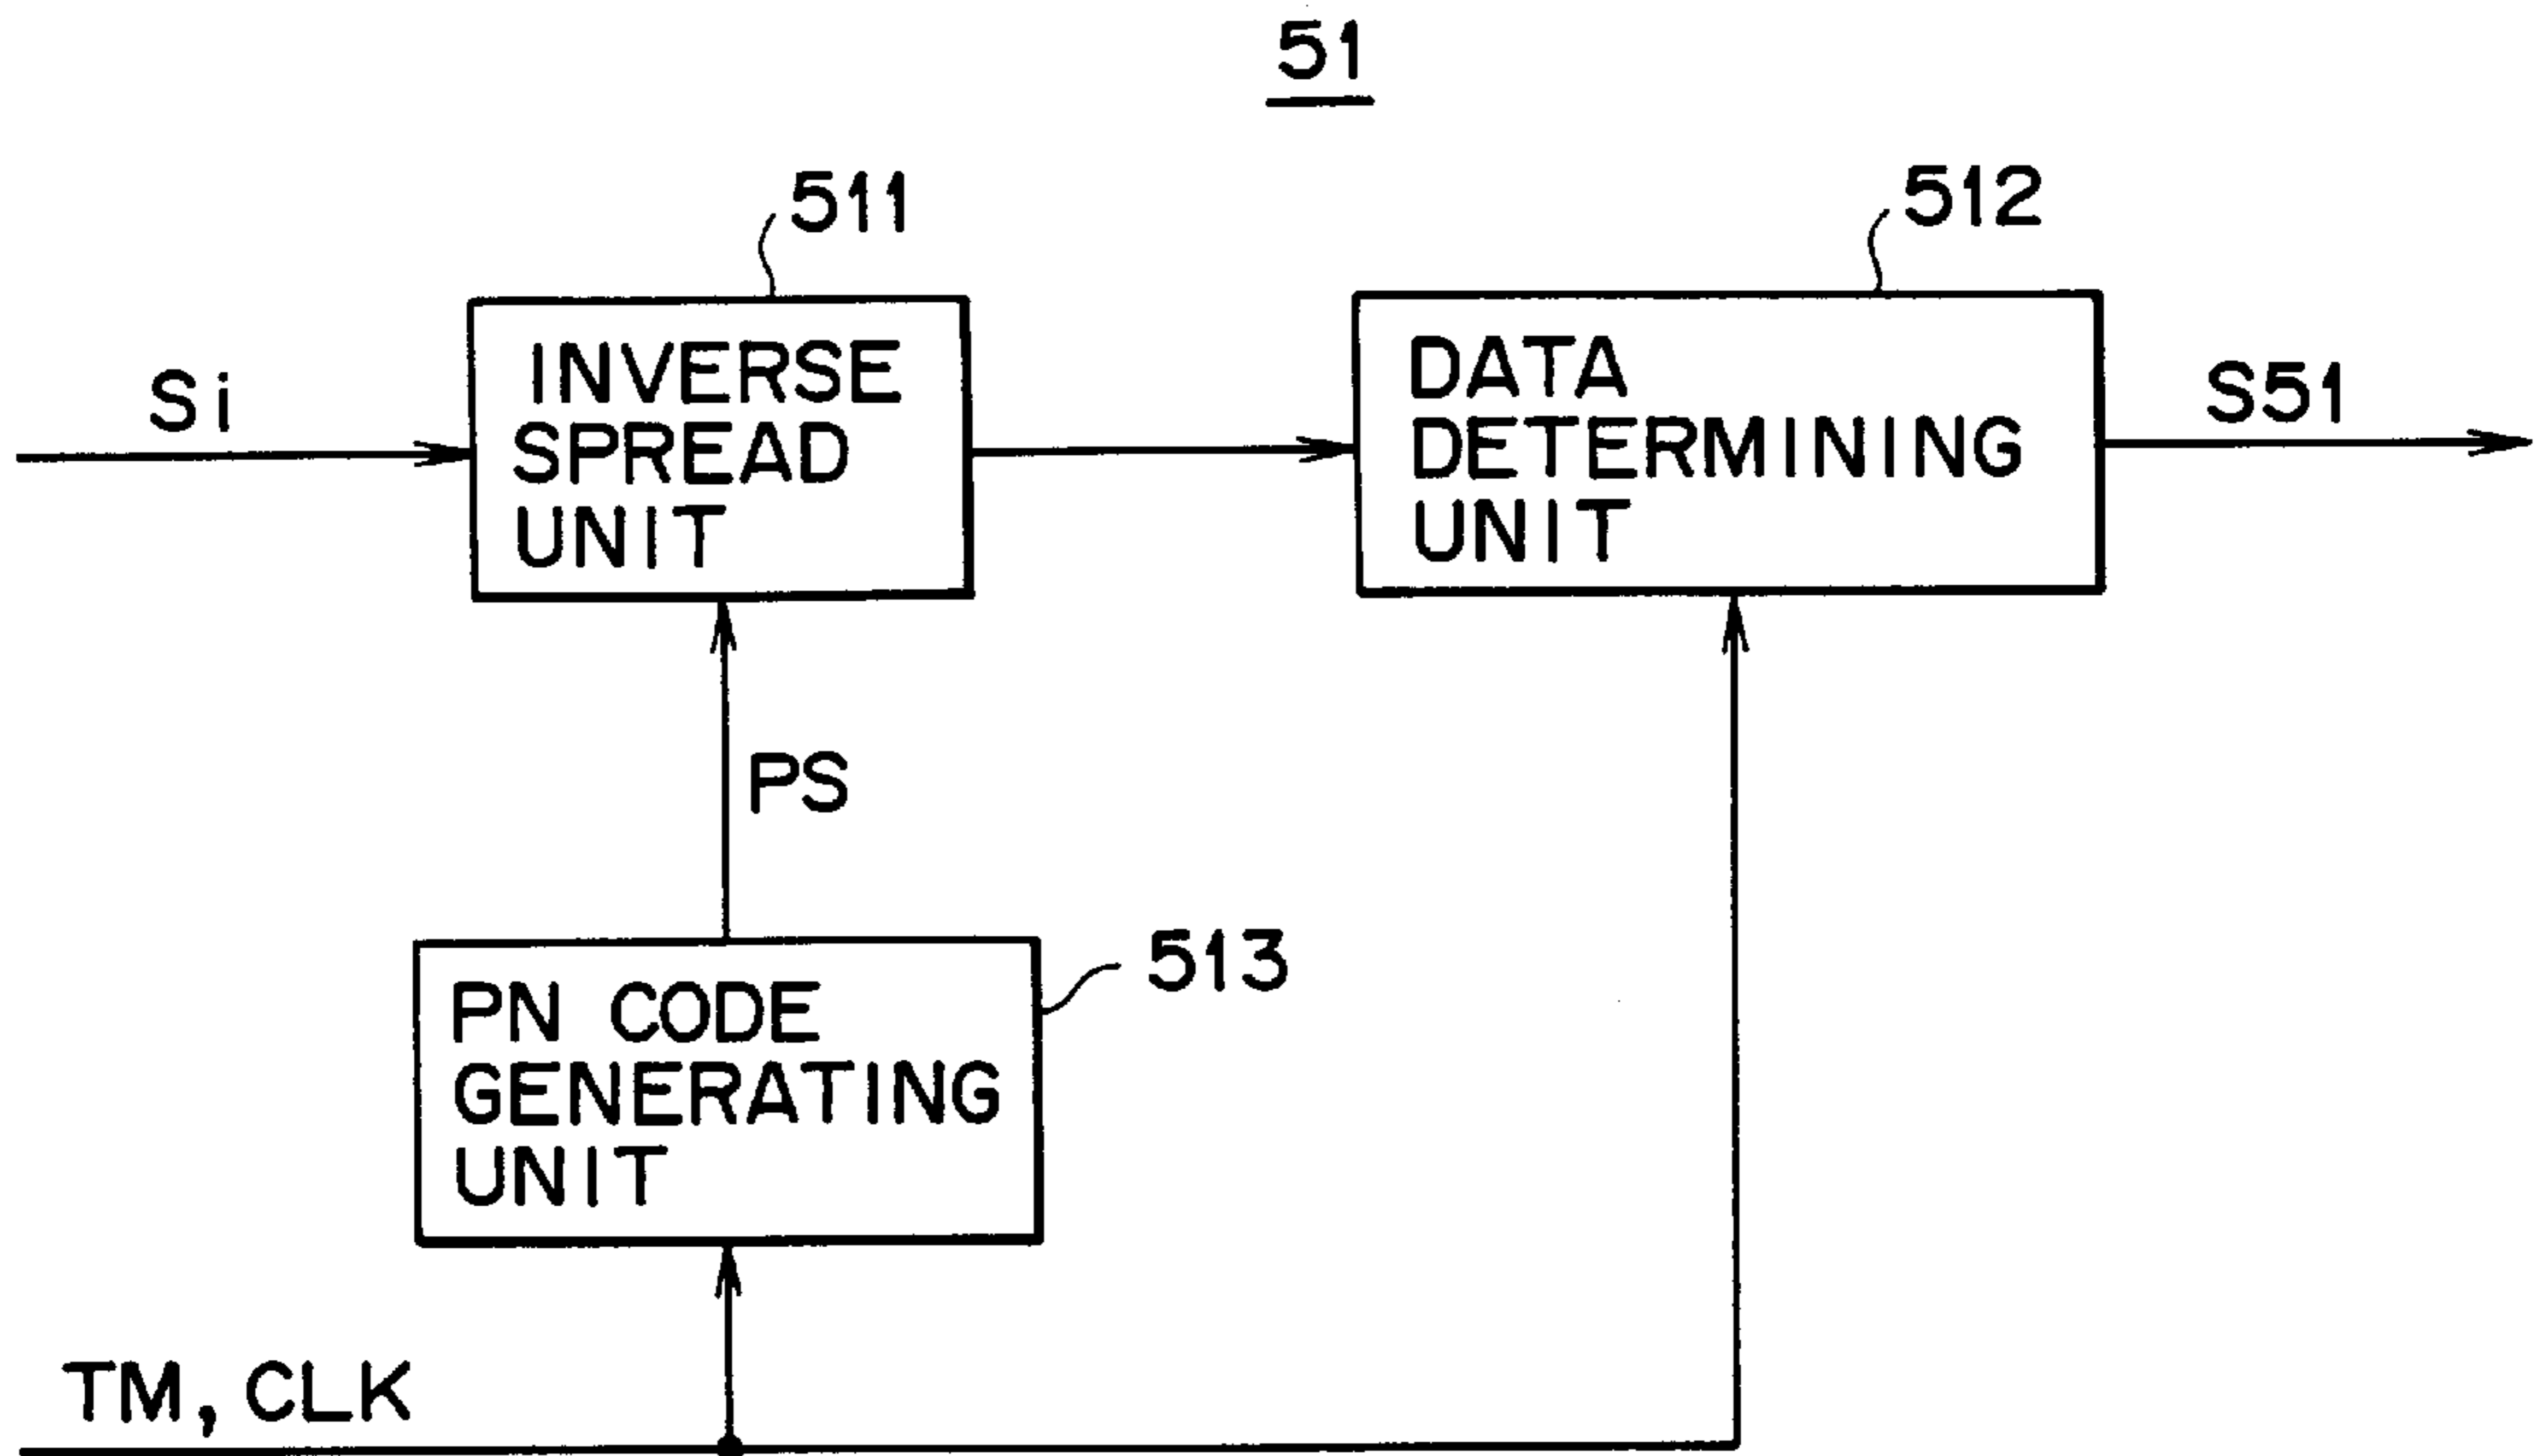 51
511
512
INVERSE
SPREAD
UNIT
DATA
DETERMINING
UNIT
Si
S51
PS
513
PN CODE
GENERATING
UNIT
TM, CLK